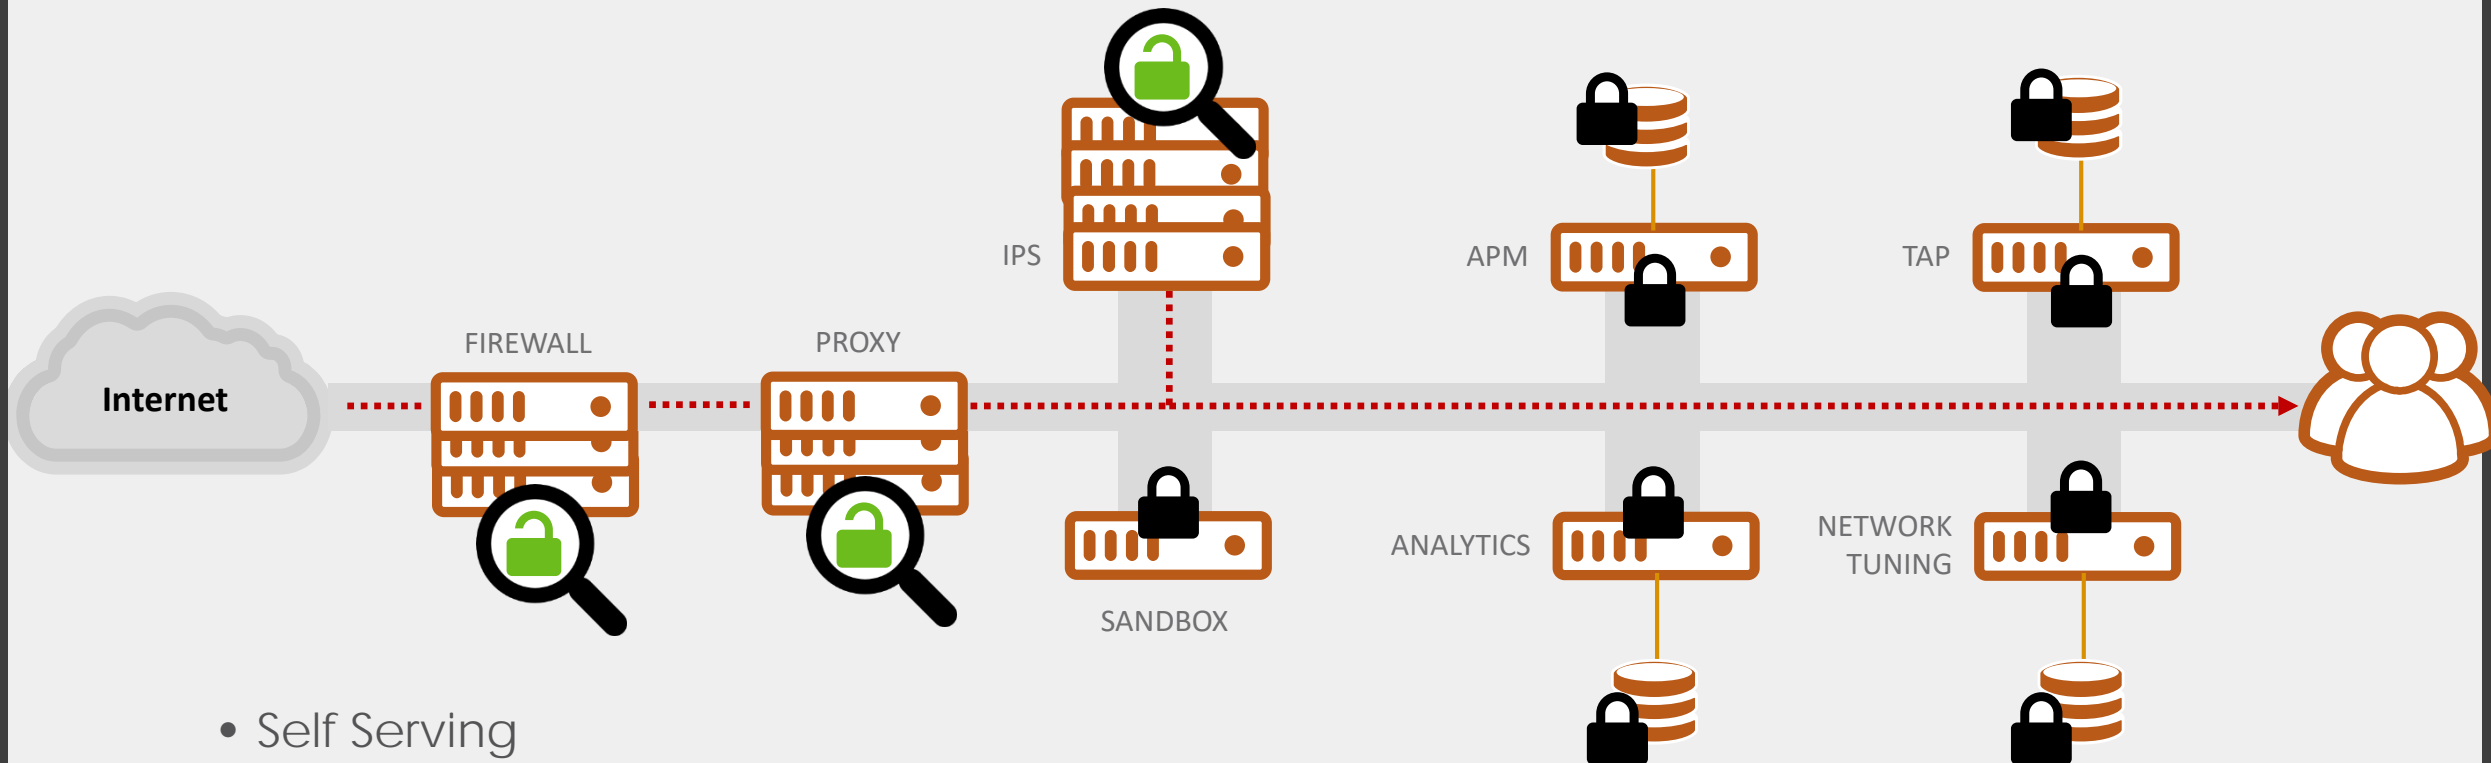 IPS
APM
TAP
FIREWALL
PROXY
Internet
NETWORK
TUNING
ANALYTICS
SANDBOX
• Self Serving